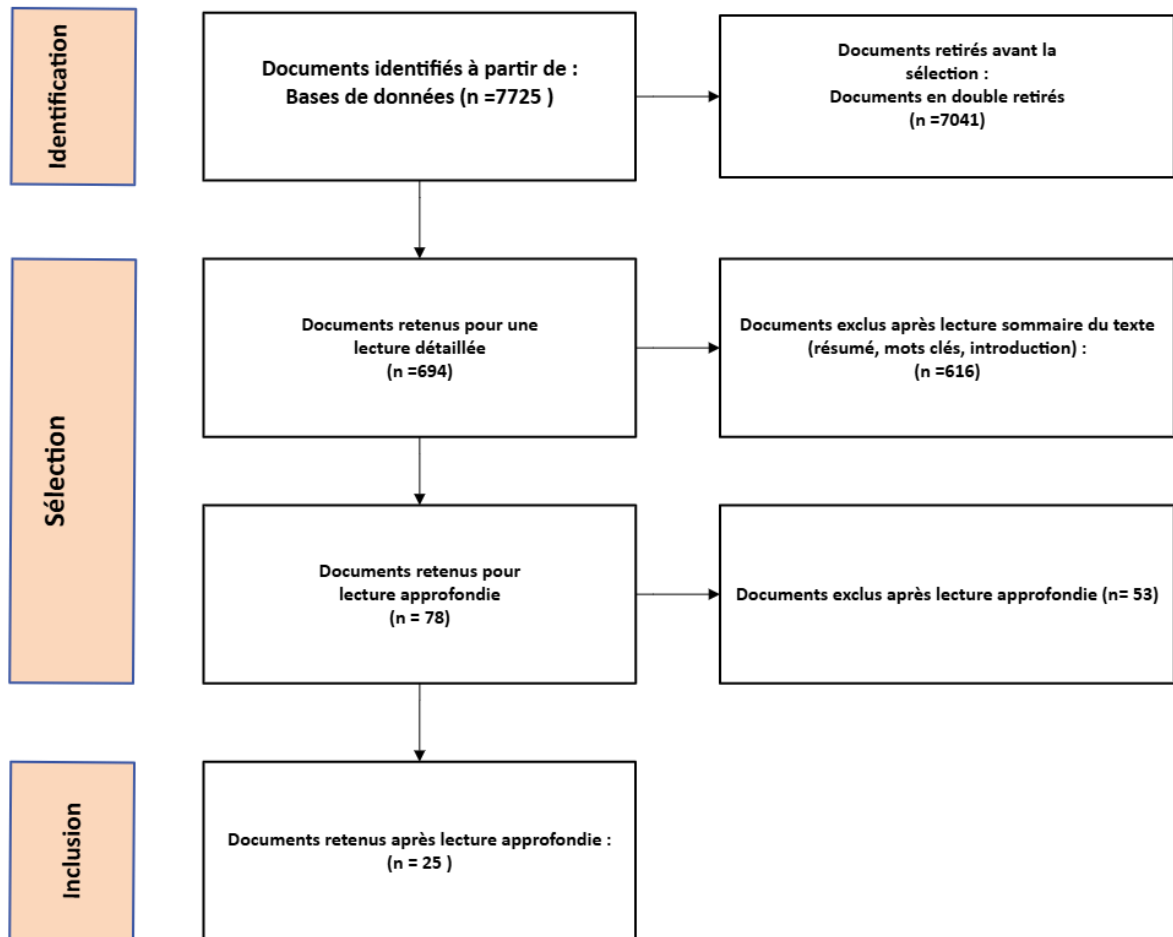 Identification
Documents identifiés à partir de :
Bases de données (n =7725 )
Documents retirés avant la
sélection :
Documents en double retirés
(n =7041)
Sélection
Documents retenus pour une
lecture détaillée
(n =694)
Documents exclus après lecture sommaire du texte
(résumé, mots clés, introduction) :
(n =616)
Documents retenus pour
lecture approfondie
(n = 78)
Documents exclus après lecture approfondie (n= 53)
Inclusion
Documents retenus après lecture approfondie :
(n = 25 )